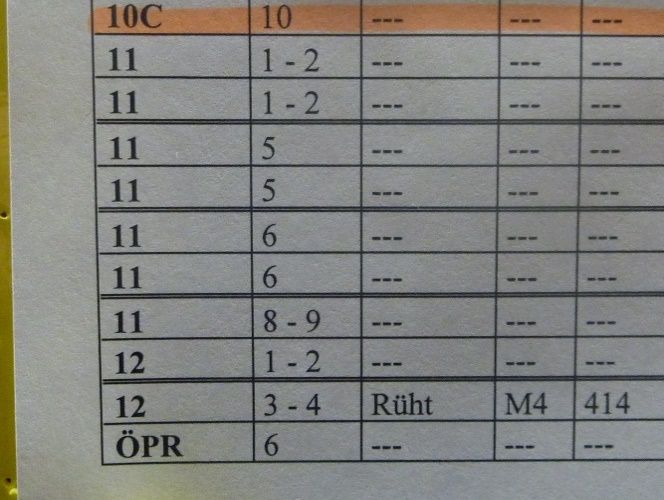 10C 10 --- --- ---
11 1 - 2 --- --- ---
11 1 - 2 --- --- ---
11 5 --- --- ---
11 5 --- --- ---
11 6 --- --- ---
11 6 --- --- ---
11 8 - 9 --- --- ---
12 1 - 2 --- --- ---
12 3 - 4 Rüht M4 414
ÖPR 6 --- --- ---